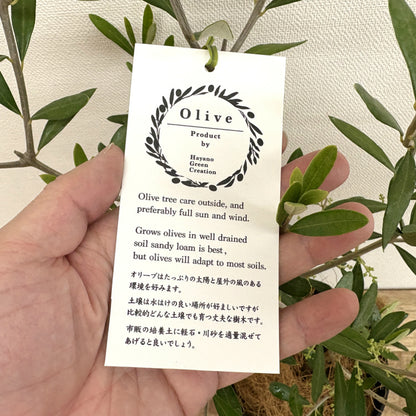 Olive
Product
by
Hayano
Green
Creation
Olive tree care outside, and
preferably full sun and wind.
Grows olives in well drained
soil sandy loam is best,
but olives will adapt to most soils.
オリーブはたっぷりの太陽と屋外の風のある
環境を好みます。
土壌は水はけの良い場所が好ましいですが
比較的どんな土壌でも育つ丈夫な樹木です。
市販の培養土に軽石・川砂を適量混ぜて
あげると良いでしょう。